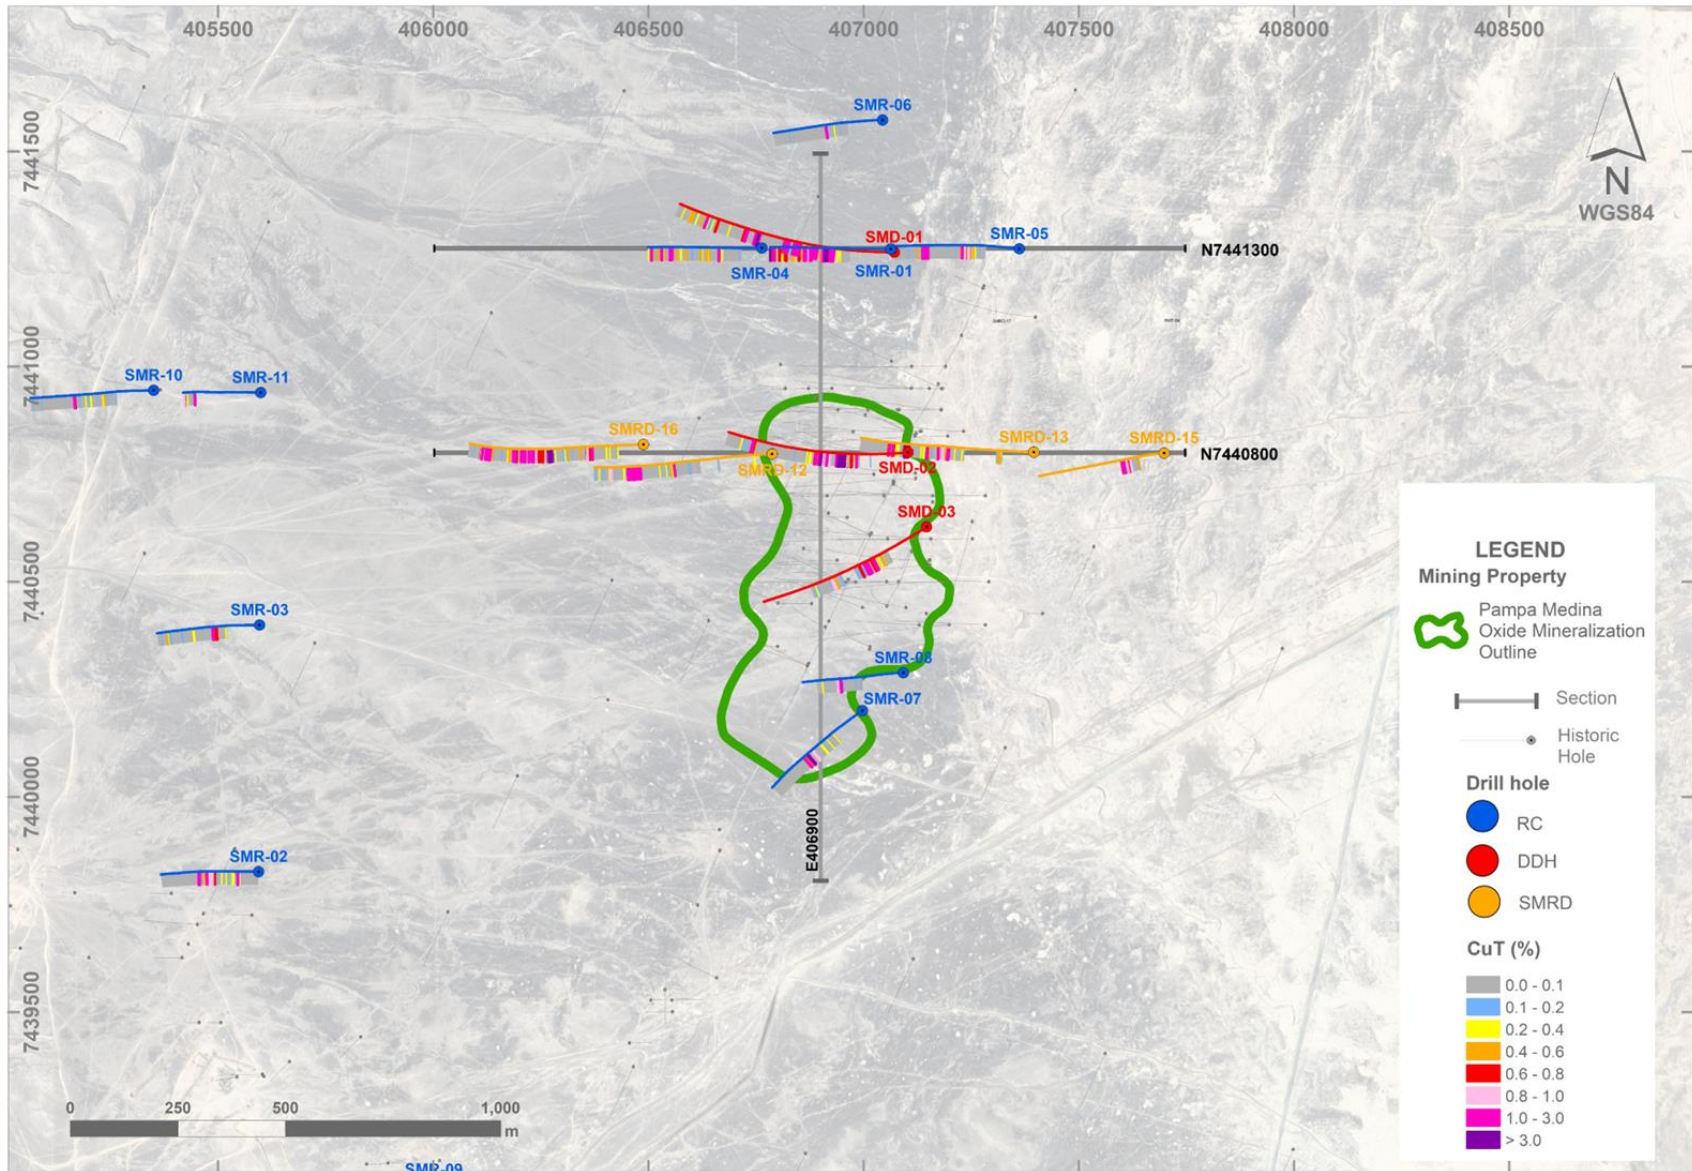 405500 406000 406500 407000 407500 408000 408500
7441500
7441000
7440500
7440000
7439500
N
WGS84
SMR-06
SMD-01
SMR-05
N7441300
SMR-04
SMR-01
SMR-10
SMR-11
SMRD-16
SMRD-13
SMRD-15
N7440800
SMRD-12
SMD-02
SMD-03
SMR-03
SMR-08
SMR-07
E406900
SMR-02
SMR-09
0 250 500 1,000
m
LEGEND
Mining Property
Pampa Medina
Oxide Mineralization
Outline
Section
Historic
Hole
Drill hole
RC
DDH
SMRD
CuT (%)
0.0 - 0.1
0.1 - 0.2
0.2 - 0.4
0.4 - 0.6
0.6 - 0.8
0.8 - 1.0
1.0 - 3.0
> 3.0